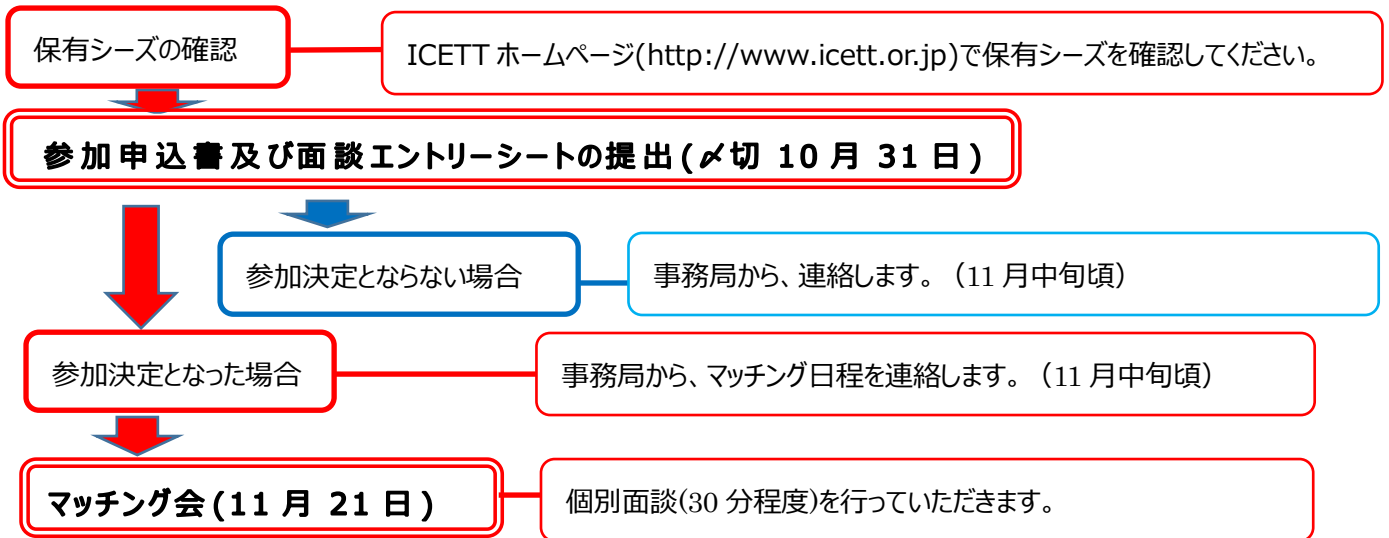 保有シーズの確認
ICETT ホームページ(http://www.icett.or.jp)で保有シーズを確認してください。
参加申込書及び面談エントリーシートの提出(〆切 10 月 31 日)
参加決定とならない場合
事務局から、連絡します。（11 月中旬頃）
参加決定となった場合
事務局から、マッチング日程を連絡します。（11 月中旬頃）
マッチング会(11 月 21 日)
個別面談(30 分程度)を行っていただきます。